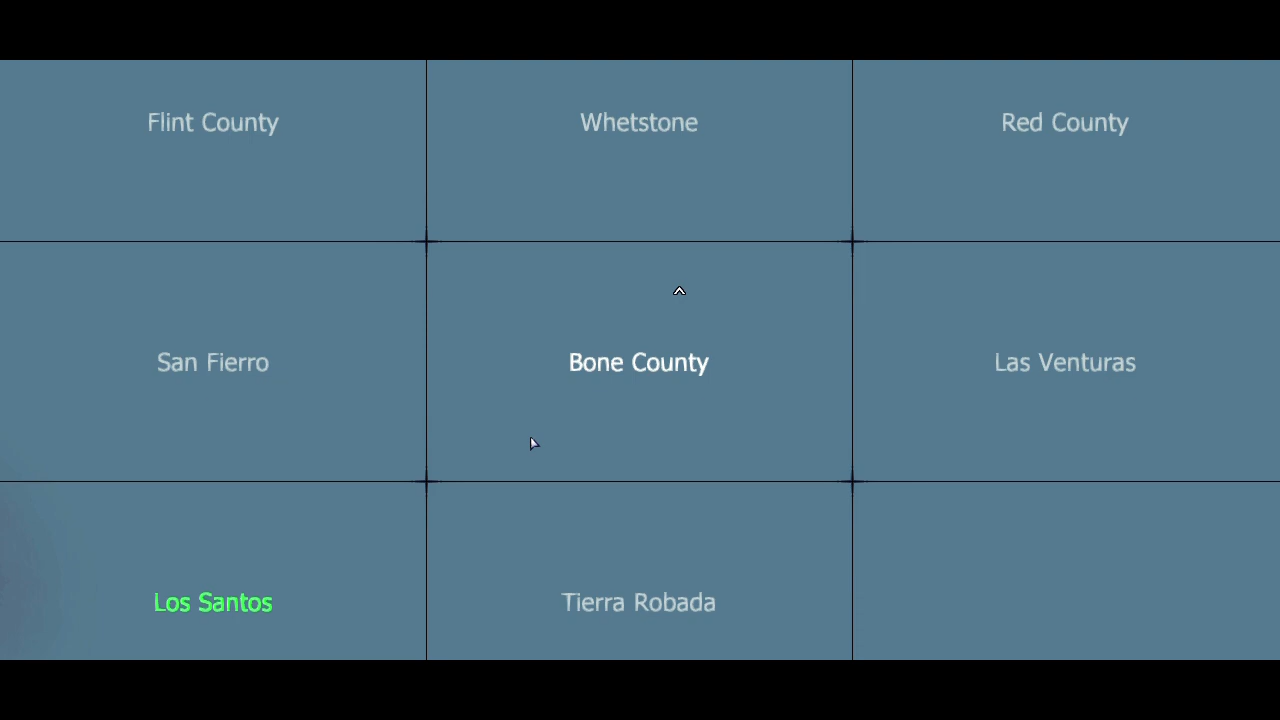 Flint County
Whetstone
Red County
San Fierro
Bone County
Las Venturas
Los Santos
Tierra Robada